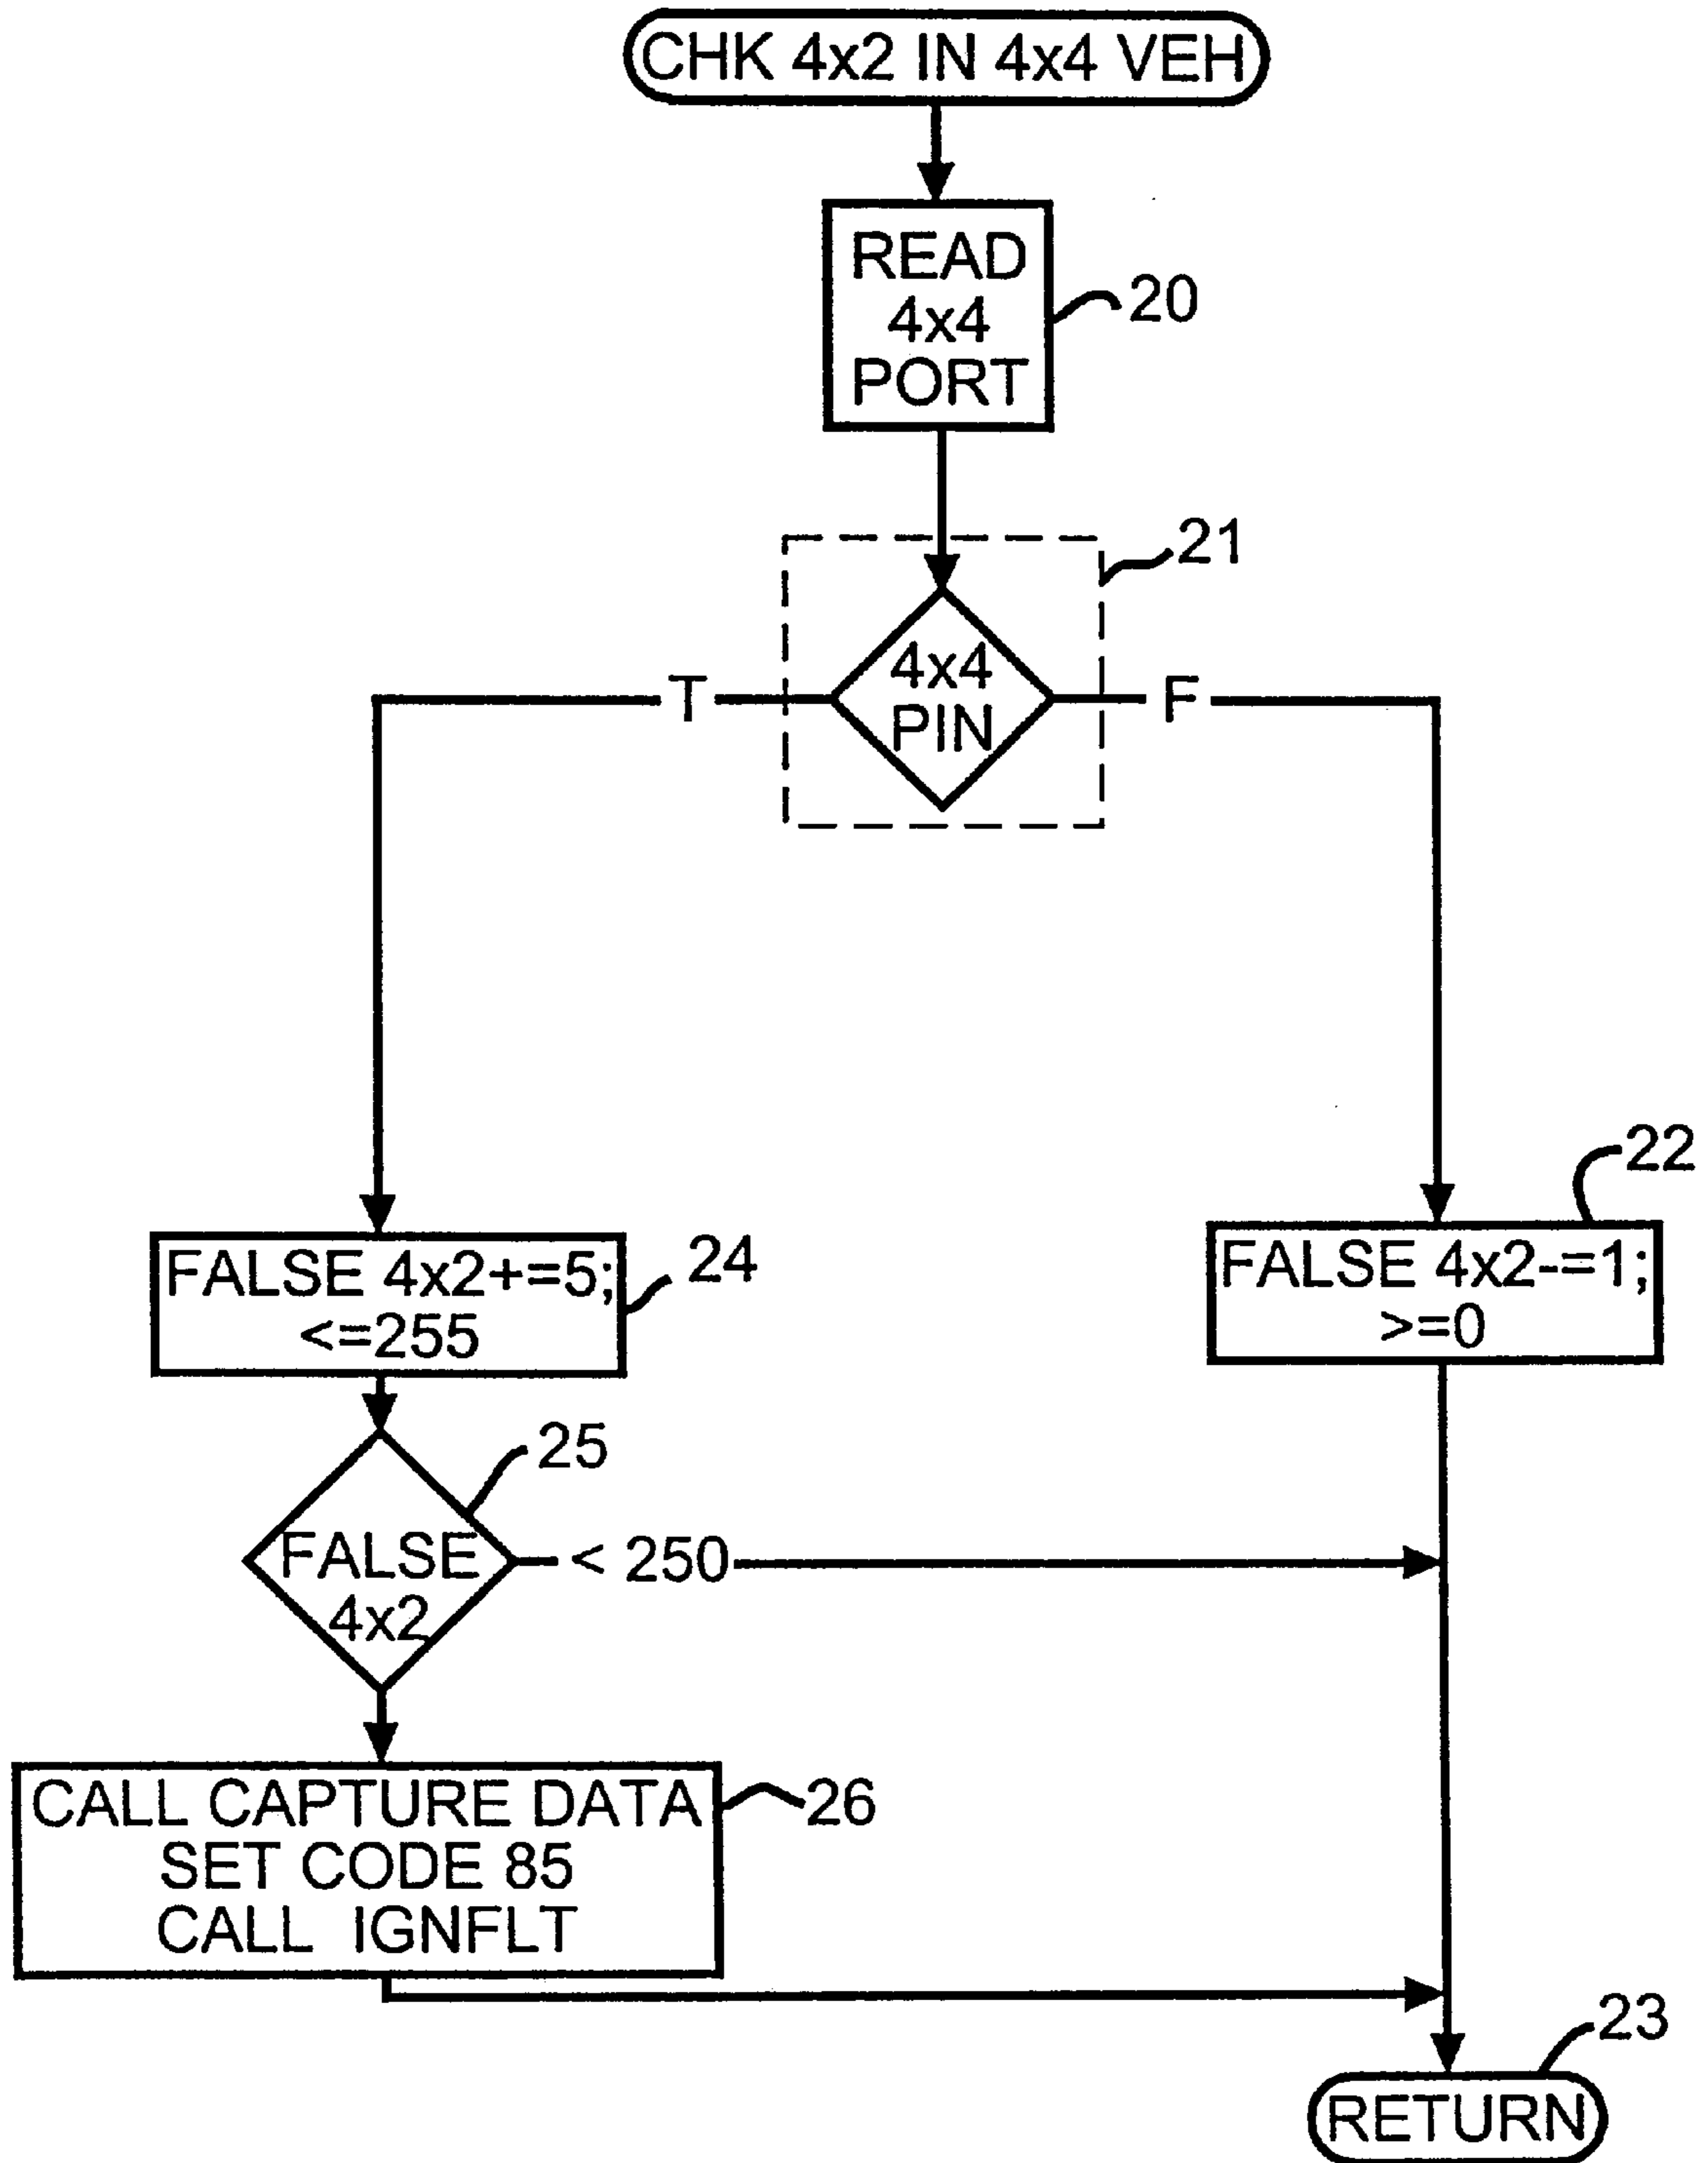 CHK 4x2 IN 4x4 VEH
READ
4x4
PORT
20
21
4x4
PIN
T
F
22
FALSE 4x2+=5;
<=255
24
FALSE 4x2-=1;
>=0
25
FALSE
4x2
< 250
CALL CAPTURE DATA
SET CODE 85
CALL IGNFLT
26
23
RETURN